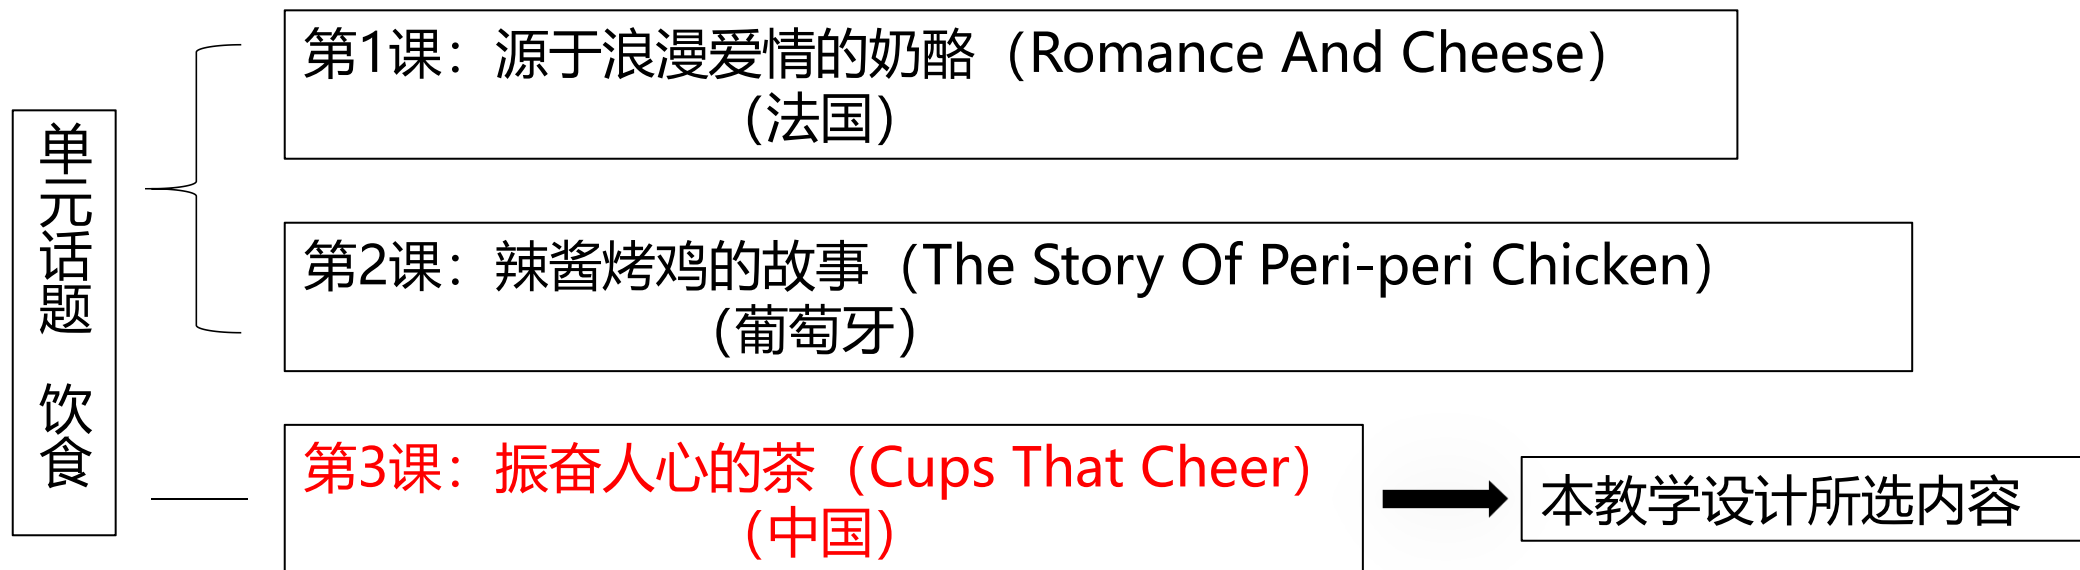 单元话题 饮食
第1课：源于浪漫爱情的奶酪（Romance And Cheese）
（法国）
第2课：辣酱烤鸡的故事（The Story Of Peri-peri Chicken）
（葡萄牙）
第3课：振奋人心的茶（Cups That Cheer）
（中国）
本教学设计所选内容